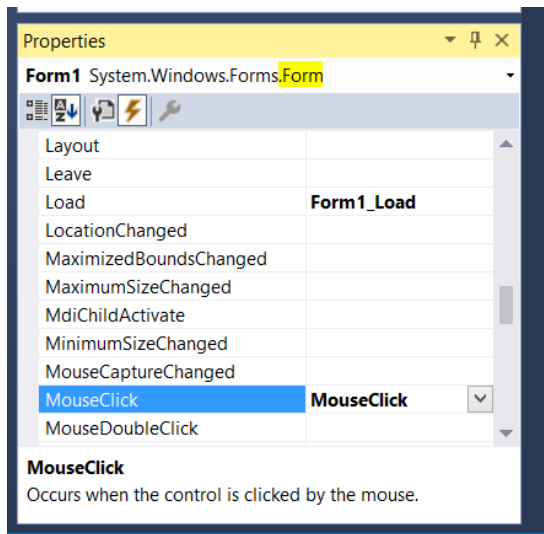 Properties
Form1 System.Windows.Forms.Form
Layout
Leave
Load Form1_Load
LocationChanged
MaximizedBoundsChanged
MaximumSizeChanged
MdiChildActivate
MinimumSizeChanged
MouseCaptureChanged
MouseClick MouseClick
MouseDoubleClick
MouseClick
Occurs when the control is clicked by the mouse.